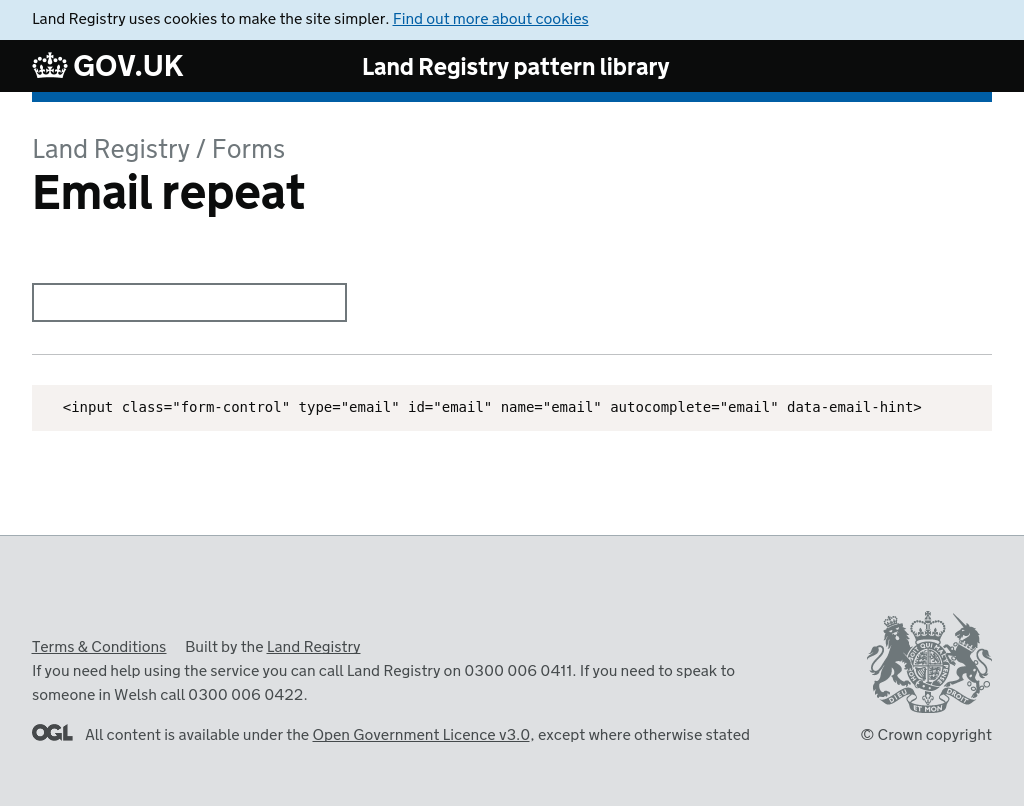 Land Registry uses cookies to make the site simpler. Find out more about cookies
GOV.UK
Land Registry pattern library
Land Registry / Forms
Email repeat
<input class="form-control" type="email" id="email" name="email" autocomplete="email" data-email-hint>
Terms & Conditions Built by the Land Registry
If you need help using the service you can call Land Registry on 0300 006 0411. If you need to speak to
someone in Welsh call 0300 006 0422.
OGL All content is available under the Open Government Licence v3.0, except where otherwise stated
DIEU ET MON DROIT
© Crown copyright